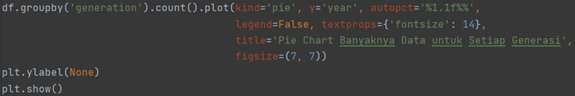 df.groupby('generation').count().plot(kind='pie', y='year', autopct='%1.1f%%',
legend=False, textprops={'fontsize': 14},
title='Pie Chart Banyaknya Data untuk Setiap Generasi',
figsize=(7, 7))
plt.ylabel(None)
plt.show()